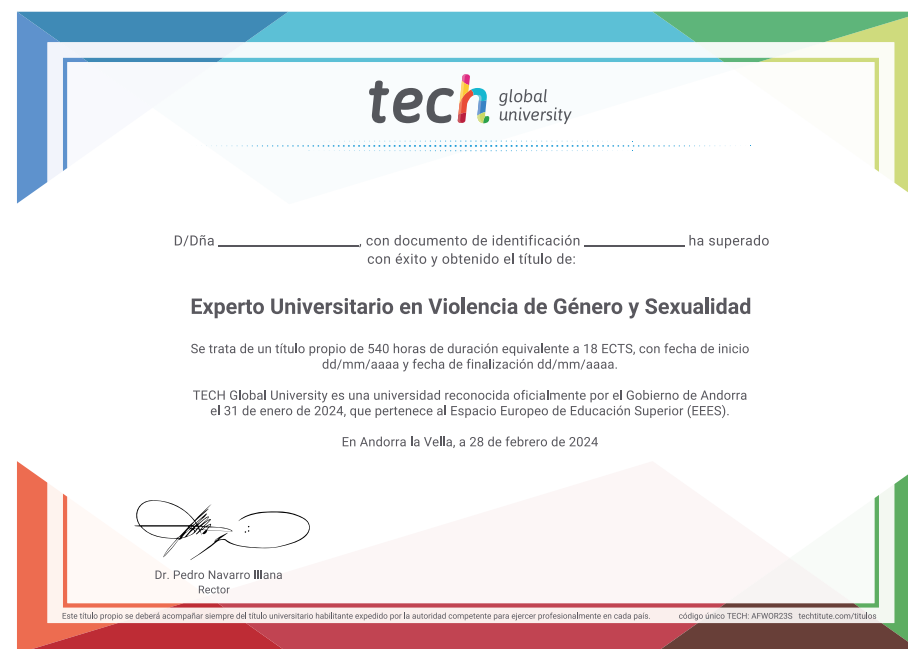 tech global university
D/Dña ______________________, con documento de identificación ________________ ha superado
con éxito y obtenido el título de:
Experto Universitario en Violencia de Género y Sexualidad
Se trata de un título propio de 540 horas de duración equivalente a 18 ECTS, con fecha de inicio
dd/mm/aaaa y fecha de finalización dd/mm/aaaa.
TECH Global University es una universidad reconocida oficialmente por el Gobierno de Andorra
el 31 de enero de 2024, que pertenece al Espacio Europeo de Educación Superior (EEES).
En Andorra la Vella, a 28 de febrero de 2024
Dr. Pedro Navarro Illana
Rector
Este título propio se deberá acompañar siempre del título universitario habilitante expedido por la autoridad competente para ejercer profesionalmente en cada país. código único TECH: AFWOR23S techtitute.com/titulos